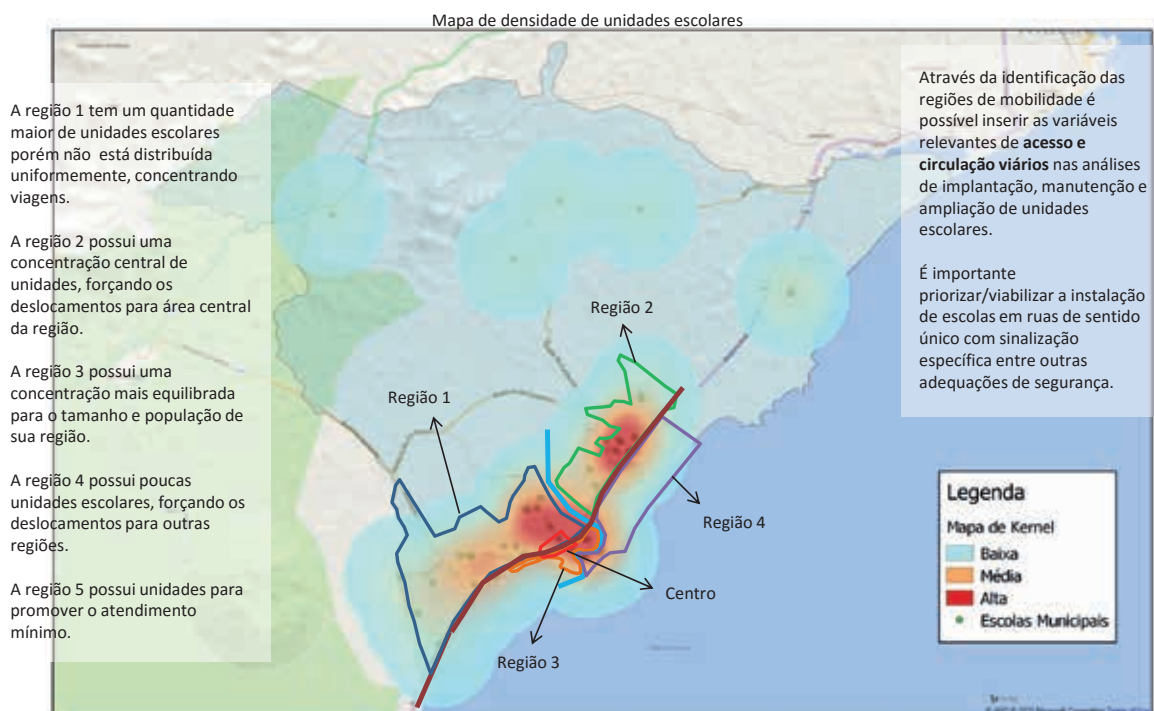 Mapa de densidade de unidades escolares
A região 1 tem um quantidade
maior de unidades escolares
porém não está distribuída
uniformemente, concentrando
viagens.
A região 2 possui uma
concentração central de
unidades, forçando os
deslocamentos para área central
da região.
A região 3 possui uma
concentração mais equilibrada
para o tamanho e população de
sua região.
A região 4 possui poucas
unidades escolares, forçando os
deslocamentos para outras
regiões.
A região 5 possui unidades para
promover o atendimento
mínimo.
Através da identificação das
regiões de mobilidade é
possível inserir as variáveis
relevantes de acesso e
circulação viários nas análises
de implantação, manutenção e
ampliação de unidades
escolares.
É importante
priorizar/viabilizar a instalação
de escolas em ruas de sentido
único com sinalização
específica entre outras
adequações de segurança.
Região 2
Região 1
Região 4
Centro
Região 3
Legenda
Mapa de Kernel
Baixa
Média
Alta
Escolas Municipais